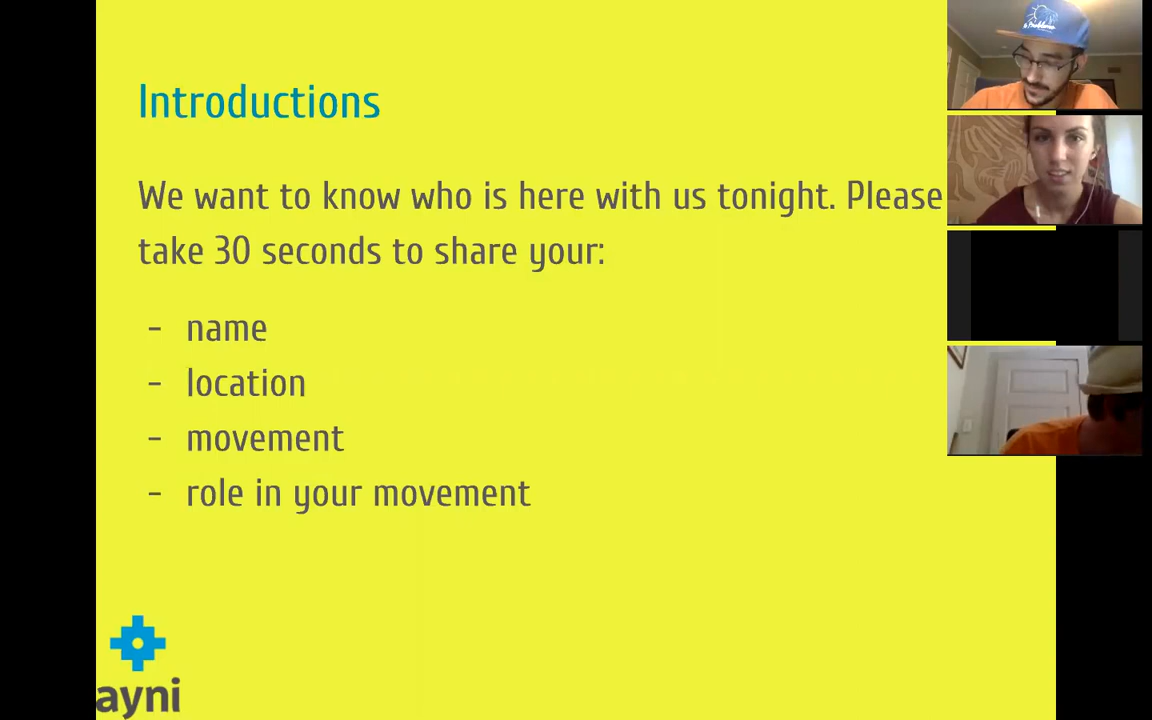 Introductions
We want to know who is here with us tonight. Please
take 30 seconds to share your:
- name
- location
- movement
- role in your movement
ayni